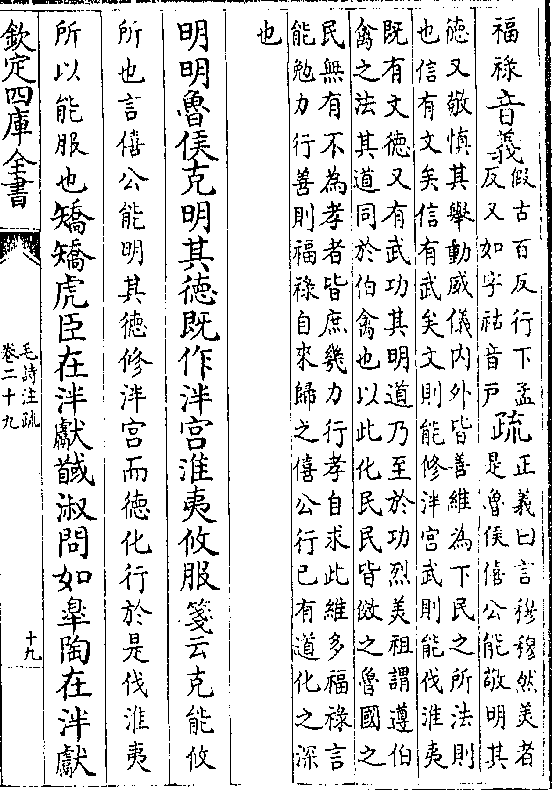 福祿音義假古百反行下孟
反又如字祜音戶疏正義曰言穆穆然美者
是魯侯僖公能敬明其
德又敬慎其舉動威儀內外皆善維為下民之所法則
也信有文矣信有武矣文則能修泮宮武則能伐淮夷
既有文德又有武功其明道乃至於功烈美祖謂遵伯
禽之法其道同於伯禽也以此化民民皆傚之魯國之
民無有不為孝者皆庶幾力行孝自求此維多福祿言
能勉力行善則福祿自來歸之僖公行己有道化之深
也
明明魯侯克明其德既作泮宮淮夷攸服箋云克能攸
所也言僖公能明其德修泮宮而德化行於是伐淮夷
所以能服也矯矯虎臣在泮獻馘淑問如臯陶在泮獻
欽定四庫全書
毛詩注疏
卷二十九
十九